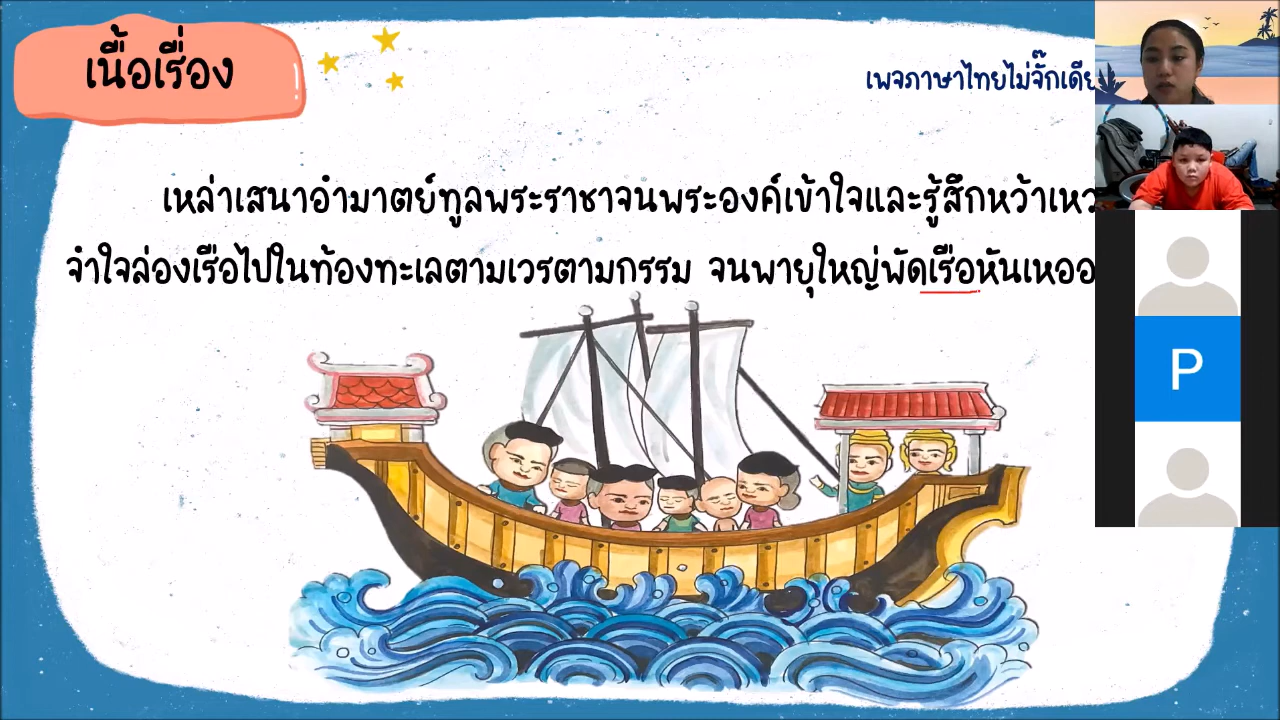 เนื้อเรื่อง
เพจภาษาไทยไม่จั๊กเดีย
เหล่าเสนาอำมาตย์ทูลพระราชาจนพระองค์เข้าใจและรู้สึกหว้าเหว
จำใจล่องเรือไปในท้องทะเลตามเวรตามกรรม จนพายุใหญ่พัดเรือหันเหออ
P